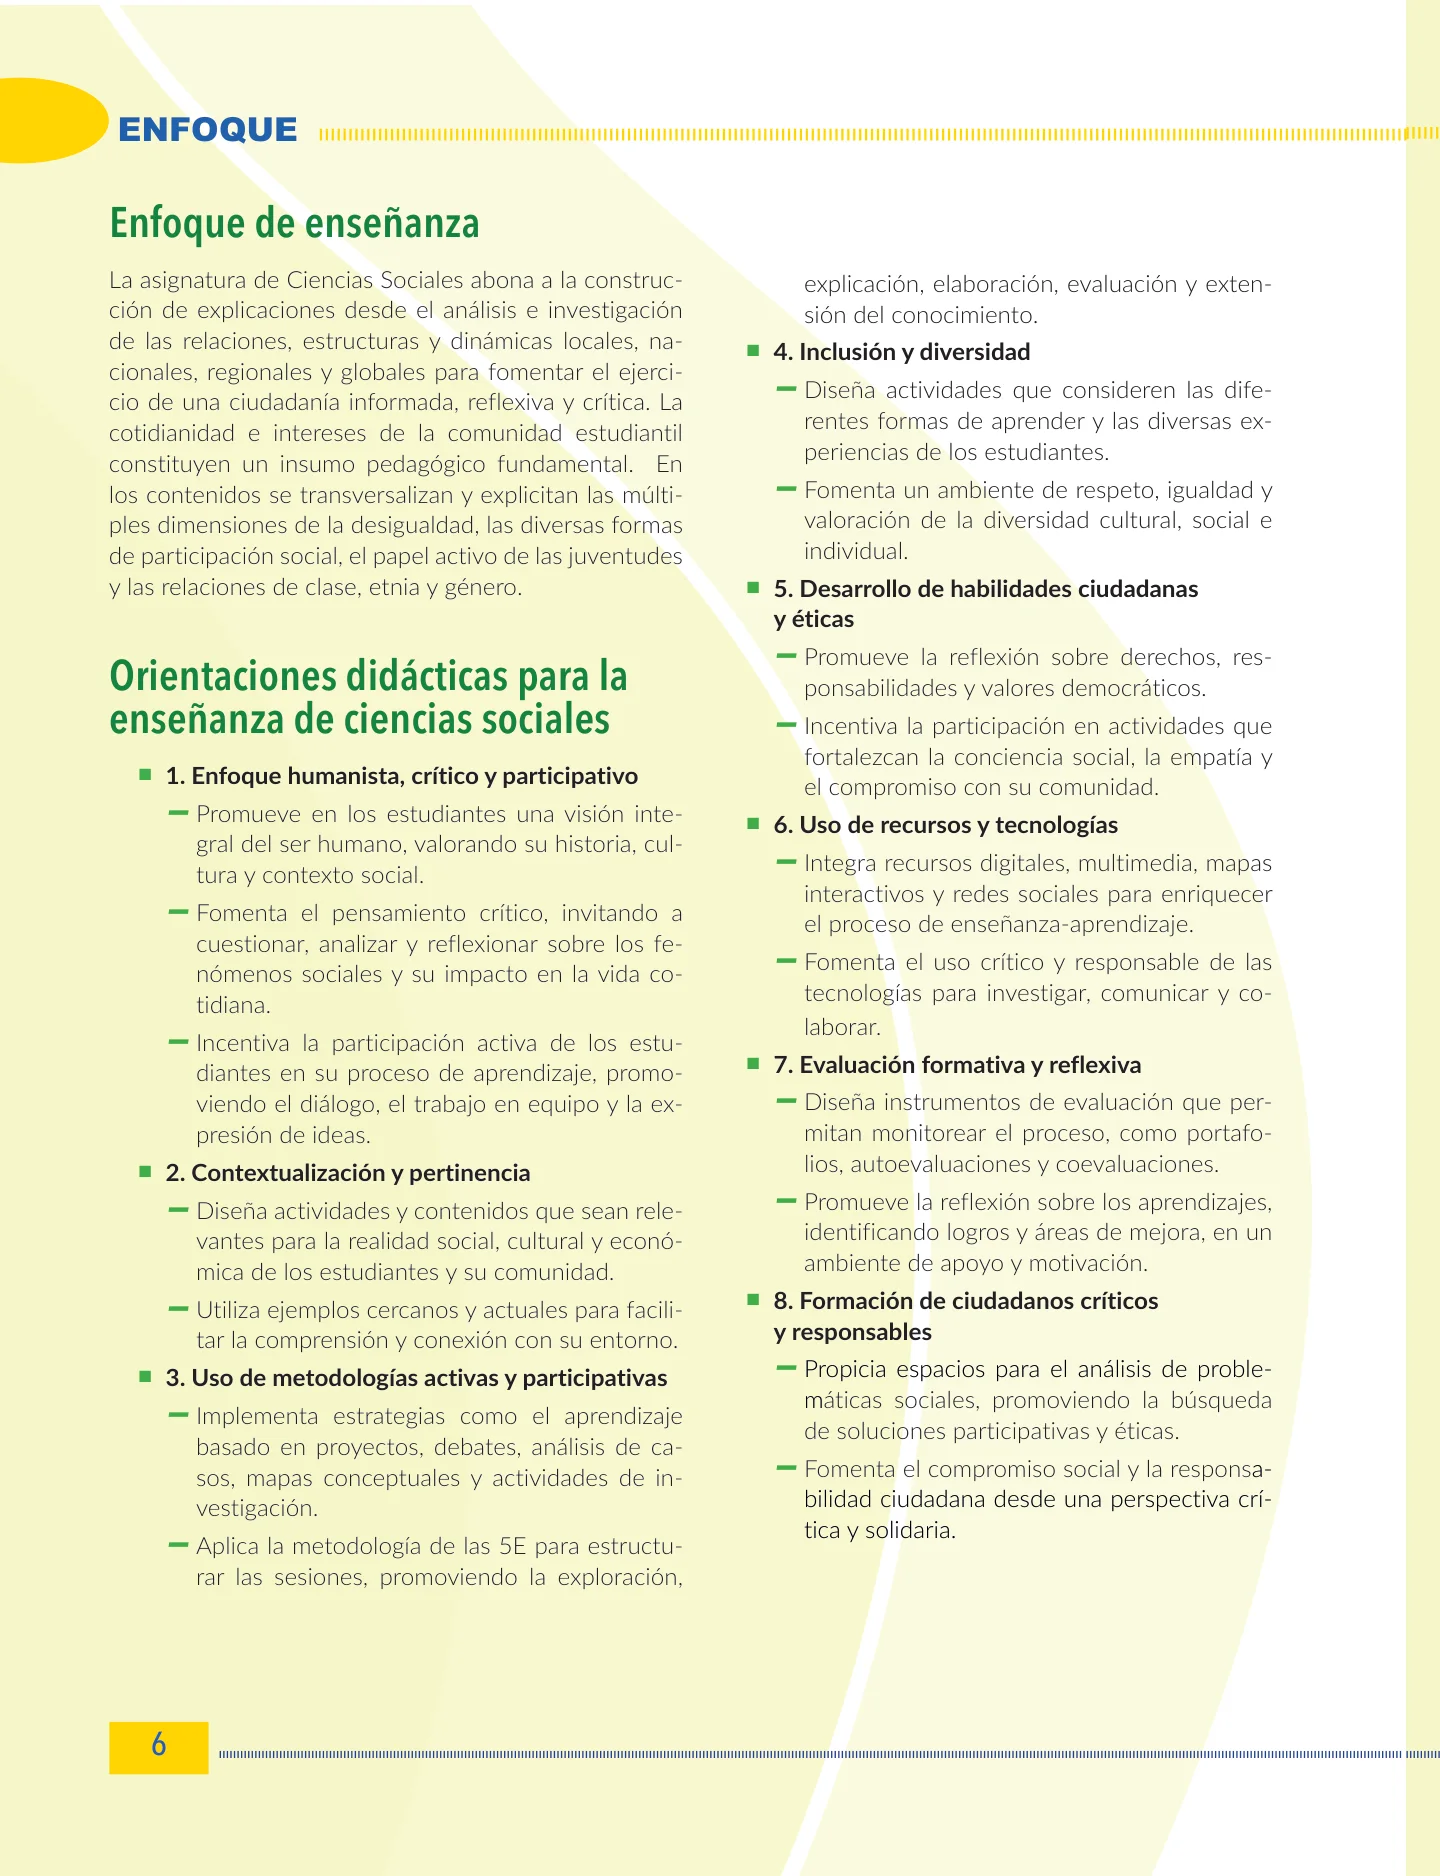 ENFOQUE
Enfoque de enseñanza
La asignatura de Ciencias Sociales abona a la construc-
ción de explicaciones desde el análisis e investigación
de las relaciones, estructuras y dinámicas locales, na-
cionales, regionales y globales para fomentar el ejerci-
cio de una ciudadanía informada, reflexiva y crítica. La
cotidianidad e intereses de la comunidad estudiantil
constituyen un insumo pedagógico fundamental.  En
los contenidos se transversalizan y explicitan las múlti-
ples dimensiones de la desigualdad, las diversas formas
de participación social, el papel activo de las juventudes
y las relaciones de clase, etnia y género.
Orientaciones didácticas para la
enseñanza de ciencias sociales
1. Enfoque humanista, crítico y participativo
Promueve en los estudiantes una visión inte-
gral del ser humano, valorando su historia, cul-
tura y contexto social.
Fomenta el pensamiento crítico, invitando a
cuestionar, analizar y reflexionar sobre los fe-
nómenos sociales y su impacto en la vida co-
tidiana.
Incentiva la participación activa de los estu-
diantes en su proceso de aprendizaje, promo-
viendo el diálogo, el trabajo en equipo y la ex-
presión de ideas.
2. Contextualización y pertinencia
Diseña actividades y contenidos que sean rele-
vantes para la realidad social, cultural y econó-
mica de los estudiantes y su comunidad.
Utiliza ejemplos cercanos y actuales para facili-
tar la comprensión y conexión con su entorno.
3. Uso de metodologías activas y participativas
Implementa estrategias como el aprendizaje
basado en proyectos, debates, análisis de ca-
sos, mapas conceptuales y actividades de in-
vestigación.
Aplica la metodología de las 5E para estructu-
rar las sesiones, promoviendo la exploración,
explicación, elaboración, evaluación y exten-
sión del conocimiento.
4. Inclusión y diversidad
Diseña actividades que consideren las dife-
rentes formas de aprender y las diversas ex-
periencias de los estudiantes.
Fomenta un ambiente de respeto, igualdad y
valoración de la diversidad cultural, social e
individual.
5. Desarrollo de habilidades ciudadanas
y éticas
Promueve la reflexión sobre derechos, res-
ponsabilidades y valores democráticos.
Incentiva la participación en actividades que
fortalezcan la conciencia social, la empatía y
el compromiso con su comunidad.
6. Uso de recursos y tecnologías
Integra recursos digitales, multimedia, mapas
interactivos y redes sociales para enriquecer
el proceso de enseñanza-aprendizaje.
Fomenta el uso crítico y responsable de las
tecnologías para investigar, comunicar y co-
laborar.
7. Evaluación formativa y reflexiva
Diseña instrumentos de evaluación que per-
mitan monitorear el proceso, como portafo-
lios, autoevaluaciones y coevaluaciones.
Promueve la reflexión sobre los aprendizajes,
identificando logros y áreas de mejora, en un
ambiente de apoyo y motivación.
8. Formación de ciudadanos críticos
y responsables
Propicia espacios para el análisis de proble-
máticas sociales, promoviendo la búsqueda
de soluciones participativas y éticas.
Fomenta el compromiso social y la responsa-
bilidad ciudadana desde una perspectiva crí-
tica y solidaria.
6